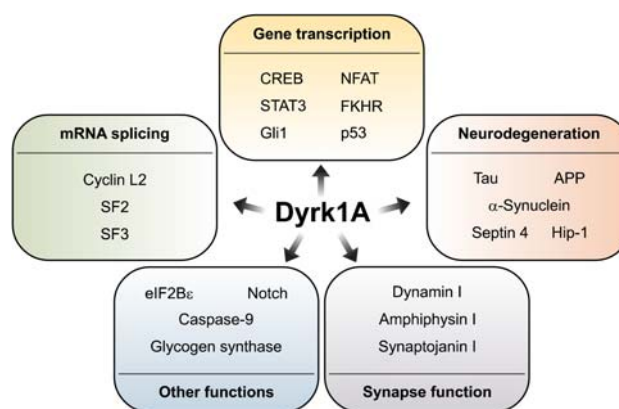 Gene transcription
CREB NFAT
STAT3 FKHR
Gli1 p53
mRNA splicing
Cyclin L2
SF2
SF3
Neurodegeneration
Tau APP
α-Synuclein
Septin 4 Hip-1
Dyrk1A
eIF2Bε Notch
Caspase-9
Glycogen synthase
Other functions
Dynamin I
Amphiphysin I
Synaptojanin I
Synapse function